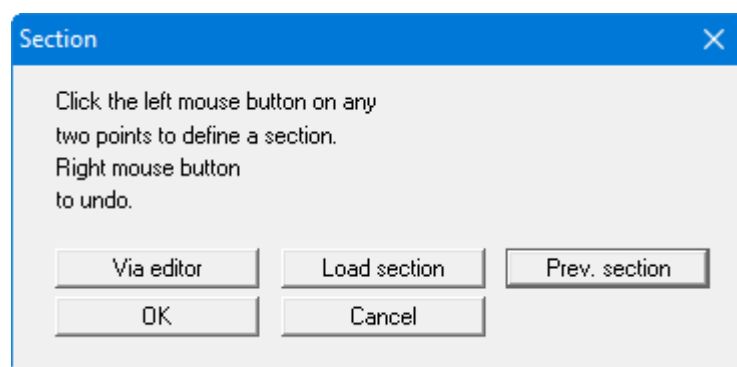 Section
Click the left mouse button on any
two points to define a section.
Right mouse button
to undo.
Via editor Load section Prev. section
OK Cancel